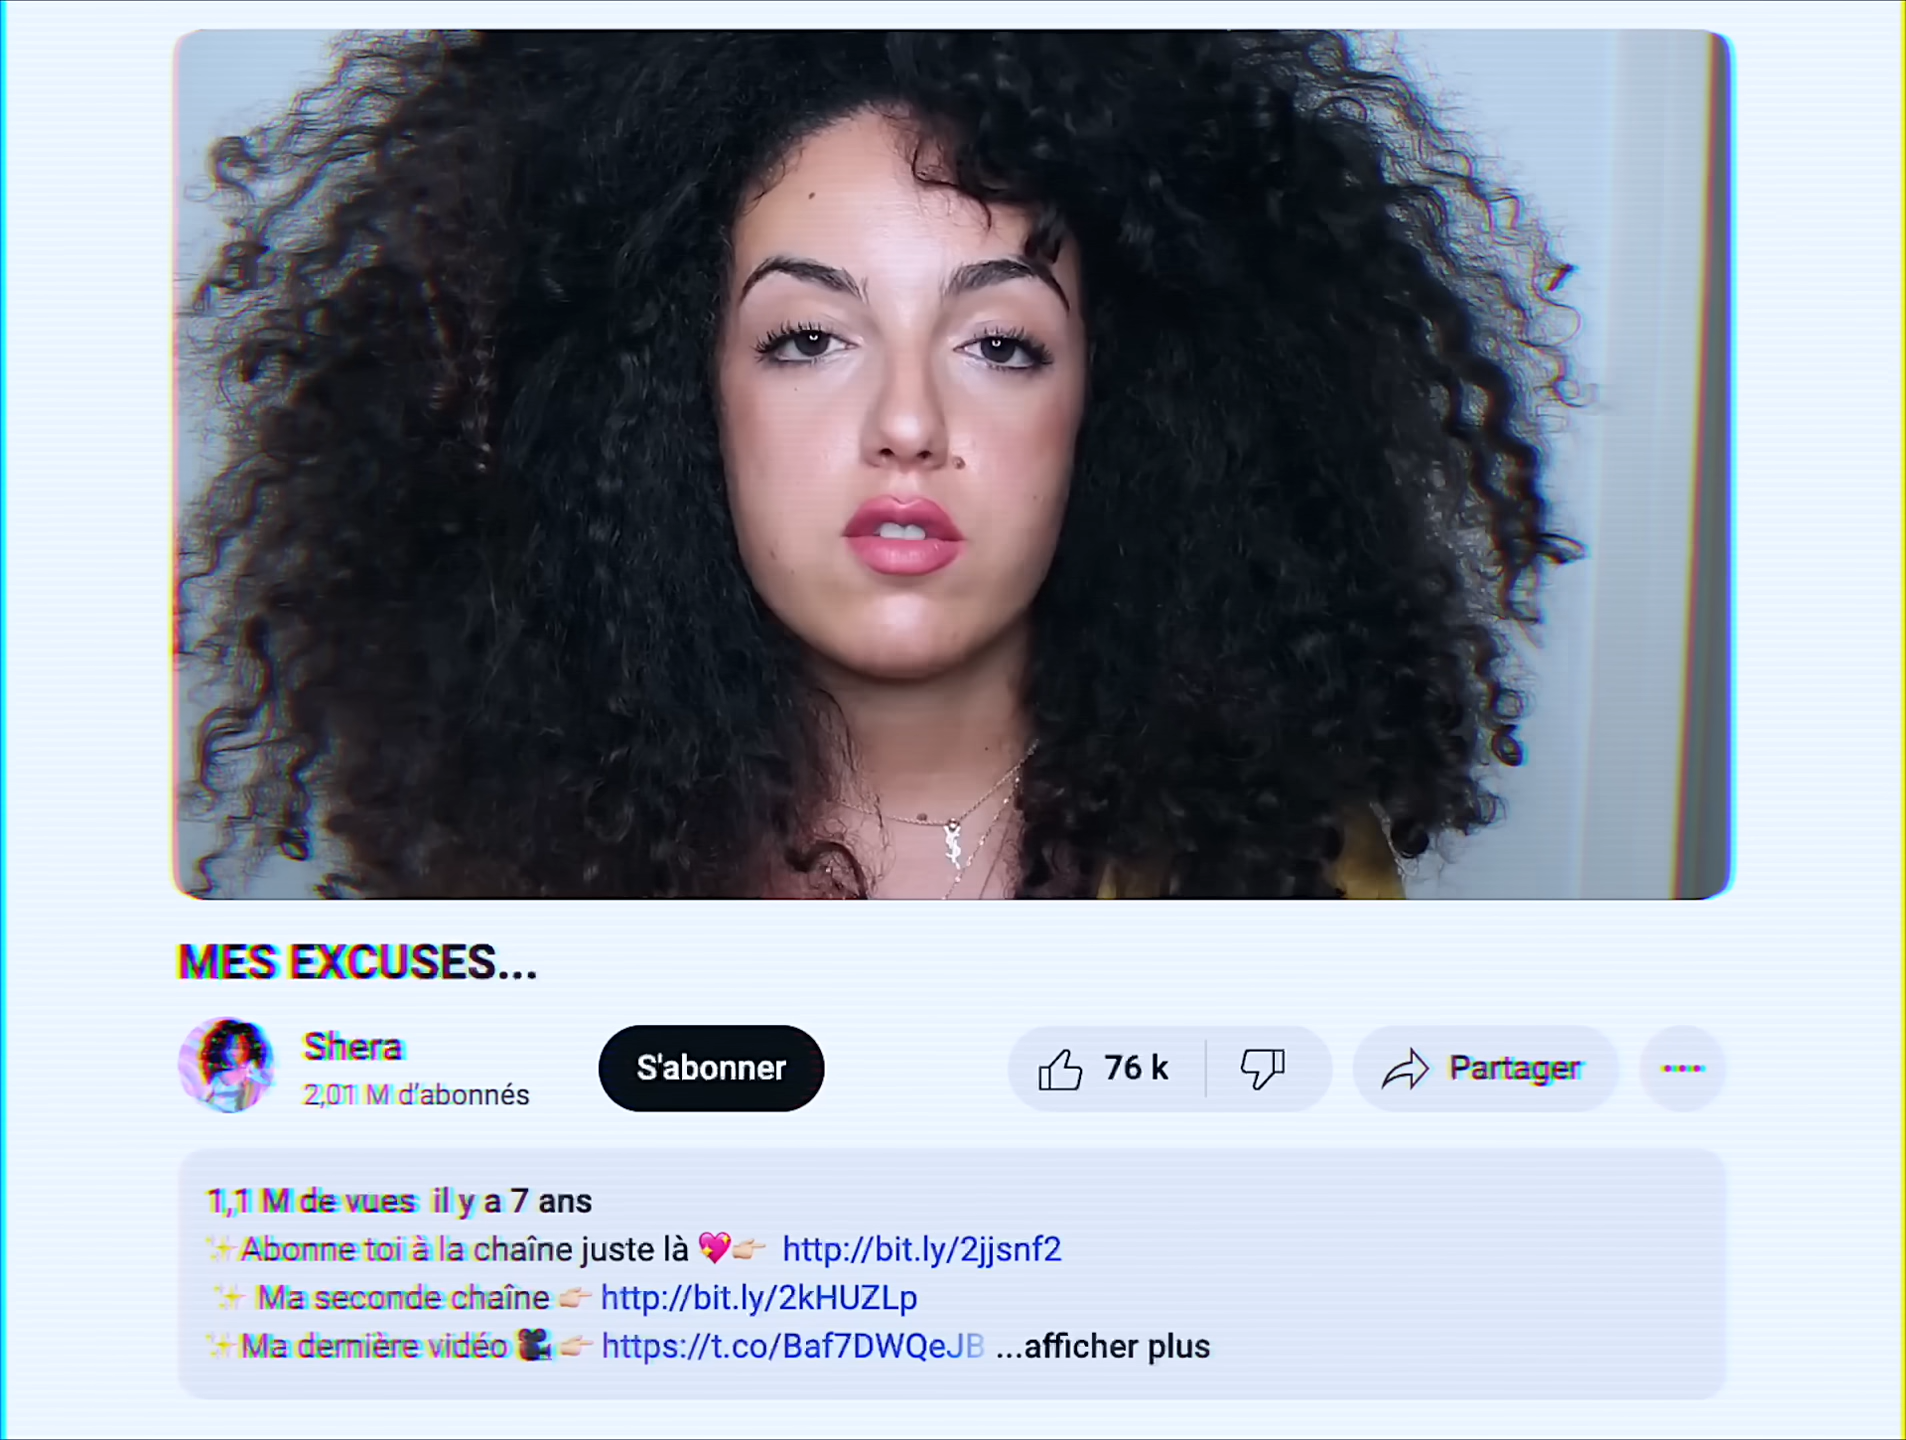 MES EXCUSES...
Shera
2,01 M d'abonnés
S'abonner
76 k
Partager
1,1 M de vues il y a 7 ans
✨Abonne toi à la chaîne juste là 💖👉🏼 http://bit.ly/2jjsnf2
✨ Ma seconde chaîne 👉🏼 http://bit.ly/2kHUZLp
✨Ma dernière vidéo 🎥👉🏼 https://t.co/Baf7DWQeJB ...afficher plus